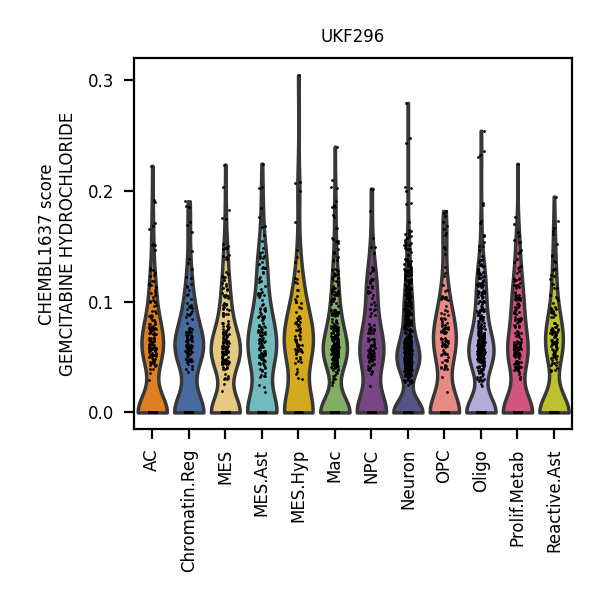 UKF296
CHEMBL1637 score
GEMCITABINE HYDROCHLORIDE
0.3
0.2
0.1
0.0
AC
Chromatin.Reg
MES
MES.Ast
MES.Hyp
Mac
NPC
Neuron
OPC
Oligo
Prolif.Metab
Reactive.Ast